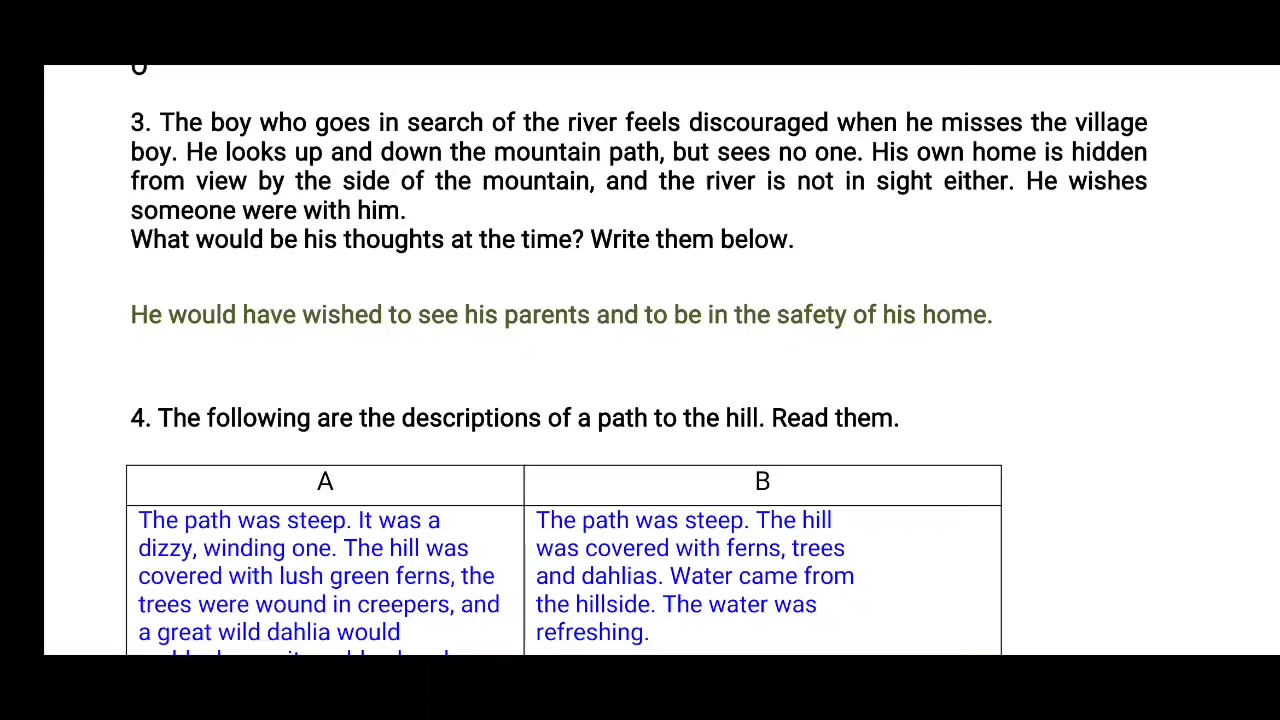 3. The boy who goes in search of the river feels discouraged when he misses the village
boy. He looks up and down the mountain path, but sees no one. His own home is hidden
from view by the side of the mountain, and the river is not in sight either. He wishes
someone were with him.
What would be his thoughts at the time? Write them below.
He would have wished to see his parents and to be in the safety of his home.
4. The following are the descriptions of a path to the hill. Read them.
A
B
The path was steep. It was a
dizzy, winding one. The hill was
covered with lush green ferns, the
trees were wound in creepers, and
a great wild dahlia would
The path was steep. The hill
was covered with ferns, trees
and dahlias. Water came from
the hillside. The water was
refreshing.